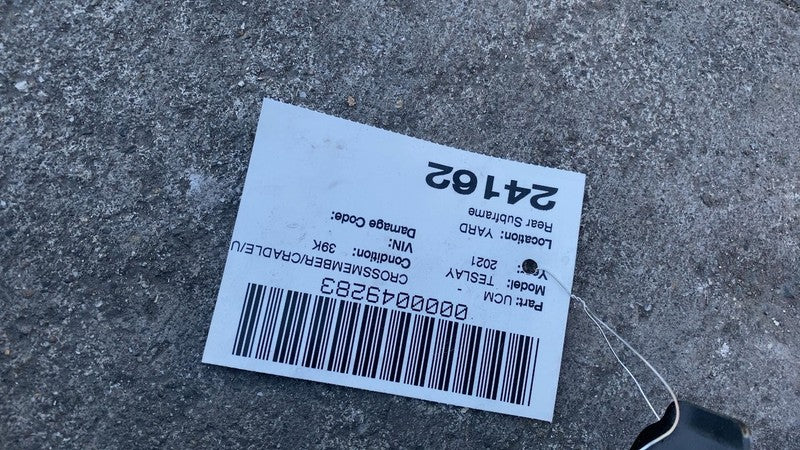 0000049283
Part: UCM - CROSSMEMBER/CRADLE/U
Model: TESLAY Condition: 39K
Year: 2021 VIN:
Location: YARD Damage Code:
Rear Subframe
24162